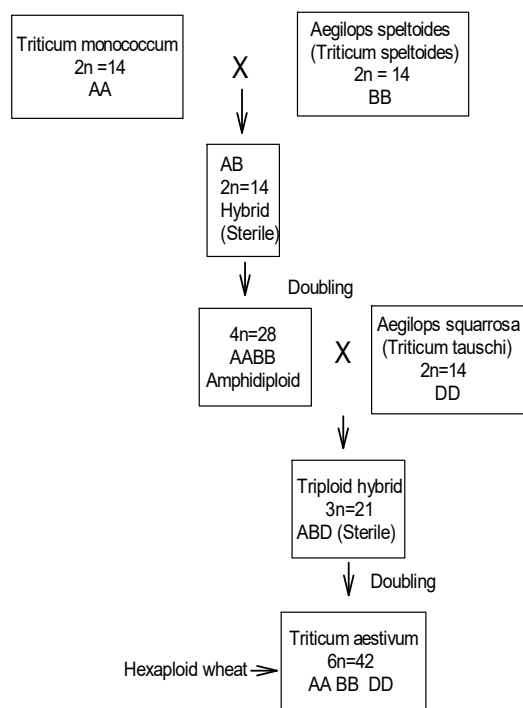 Triticum monococcum
2n =14
AA
X
Aegilops speltoides
(Triticum speltoides)
2n = 14
BB
AB
2n=14
Hybrid
(Sterile)
Doubling
4n=28
AABB
Amphidiploid
X
Aegilops squarrosa
(Triticum tauschi)
2n=14
DD
Triploid hybrid
3n=21
ABD (Sterile)
Doubling
Hexaploid wheat
Triticum aestivum
6n=42
AA BB DD